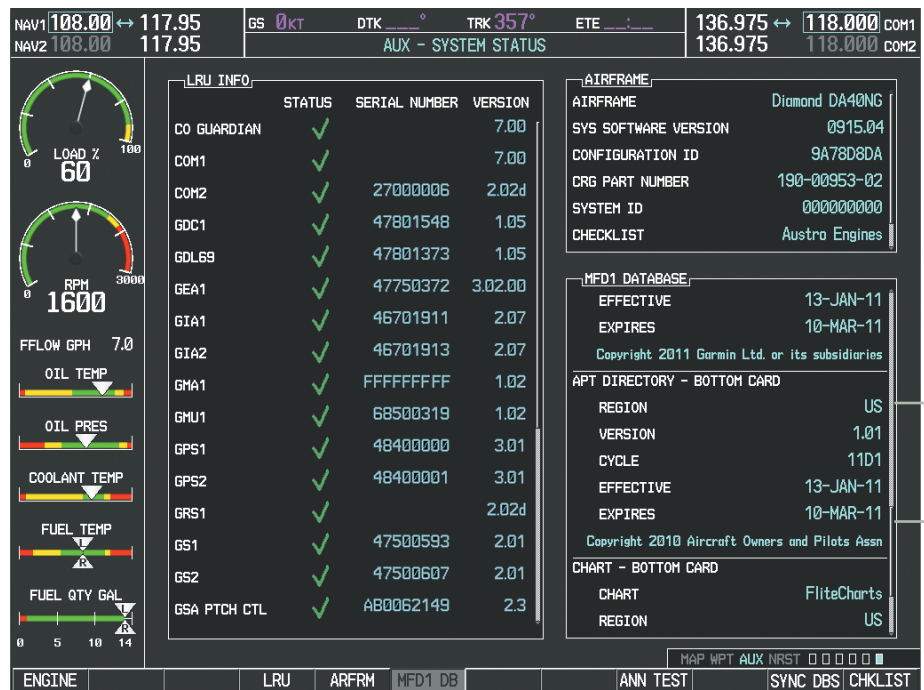 NAV1 108.00 ↔ 117.95 GS 0KT DTK ___° TRK 357° ETE __:__ 136.975 ↔ 118.000 COM1
NAV2 108.00 117.95 AUX - SYSTEM STATUS 136.975 118.000 COM2
0 100
LOAD %
60
0 3000
RPM
1600
FFLOW GPH 7.0
OIL TEMP
OIL PRES
COOLANT TEMP
FUEL TEMP
L
R
FUEL QTY GAL
L
R
0 5 10 14
LRU INFO
STATUS SERIAL NUMBER VERSION
CO GUARDIAN ✓ 7.00
COM1 ✓ 7.00
COM2 ✓ 27000006 2.02d
GDC1 ✓ 47801548 1.05
GDL69 ✓ 47801373 1.05
GEA1 ✓ 47750372 3.02.00
GIA1 ✓ 46701911 2.07
GIA2 ✓ 46701913 2.07
GMA1 ✓ FFFFFFFFF 1.02
GMU1 ✓ 68500319 1.02
GPS1 ✓ 48400000 3.01
GPS2 ✓ 48400001 3.01
GRS1 ✓ 2.02d
GS1 ✓ 47500593 2.01
GS2 ✓ 47500607 2.01
GSA PTCH CTL ✓ AB0062149 2.3
AIRFRAME
AIRFRAME Diamond DA40NG
SYS SOFTWARE VERSION 0915.04
CONFIGURATION ID 9A78D8DA
CRG PART NUMBER 190-00953-02
SYSTEM ID 000000000
CHECKLIST Austro Engines
MFD1 DATABASE
EFFECTIVE 13-JAN-11
EXPIRES 10-MAR-11
Copyright 2011 Garmin Ltd. or its subsidiaries
APT DIRECTORY - BOTTOM CARD
REGION US
VERSION 1.01
CYCLE 11D1
EFFECTIVE 13-JAN-11
EXPIRES 10-MAR-11
Copyright 2010 Aircraft Owners and Pilots Assn
CHART - BOTTOM CARD
CHART FliteCharts
REGION US
MAP WPT AUX NRST
ENGINE LRU ARFRM MFD1 DB ANN TEST SYNC DBS CHKLIST